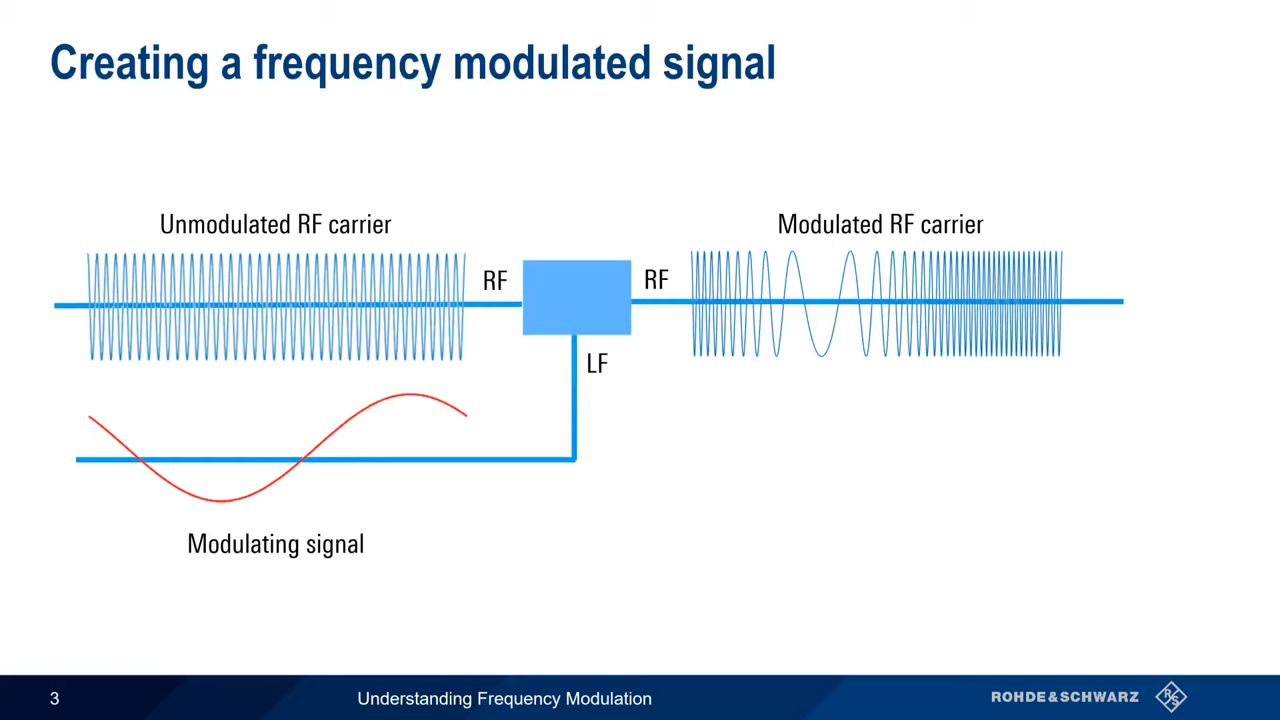 Creating a frequency modulated signal
Unmodulated RF carrier
Modulated RF carrier
RF
RF
LF
Modulating signal
3
Understanding Frequency Modulation
ROHDE&SCHWARZ
R&S